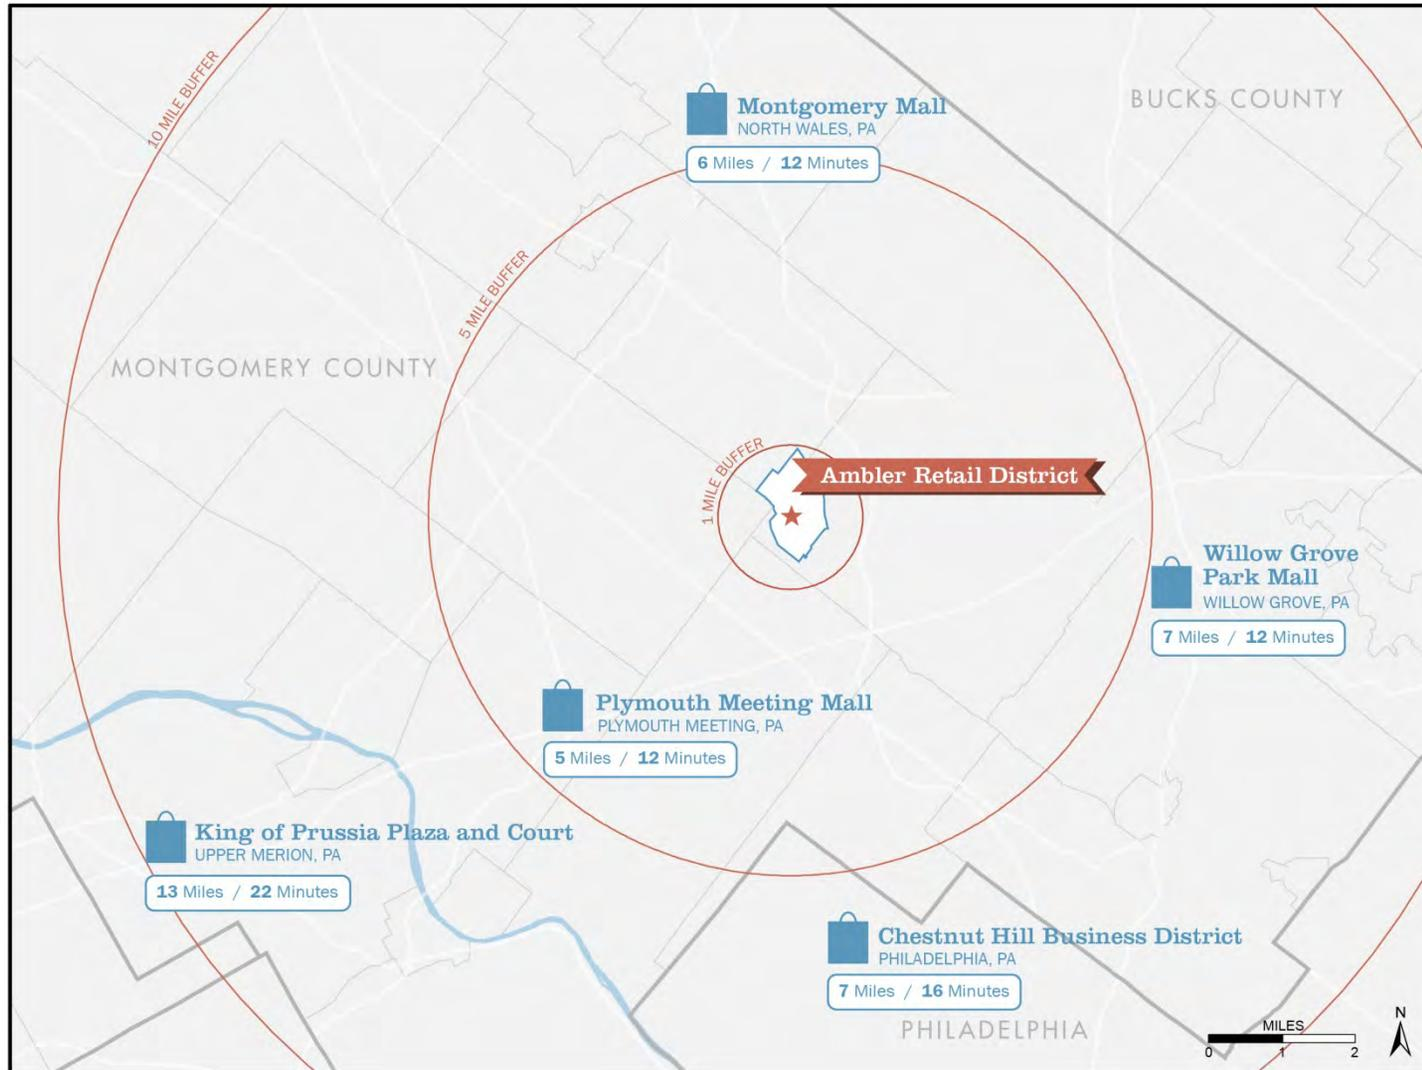 10 MILE BUFFER
BUCKS COUNTY
Montgomery Mall
NORTH WALES, PA
6 Miles / 12 Minutes
5 MILE BUFFER
MONTGOMERY COUNTY
1 MILE BUFFER
Ambler Retail District
Willow Grove
Park Mall
WILLOW GROVE, PA
7 Miles / 12 Minutes
Plymouth Meeting Mall
PLYMOUTH MEETING, PA
5 Miles / 12 Minutes
King of Prussia Plaza and Court
UPPER MERION, PA
13 Miles / 22 Minutes
Chestnut Hill Business District
PHILADELPHIA, PA
7 Miles / 16 Minutes
PHILADELPHIA
MILES
0 1 2
N